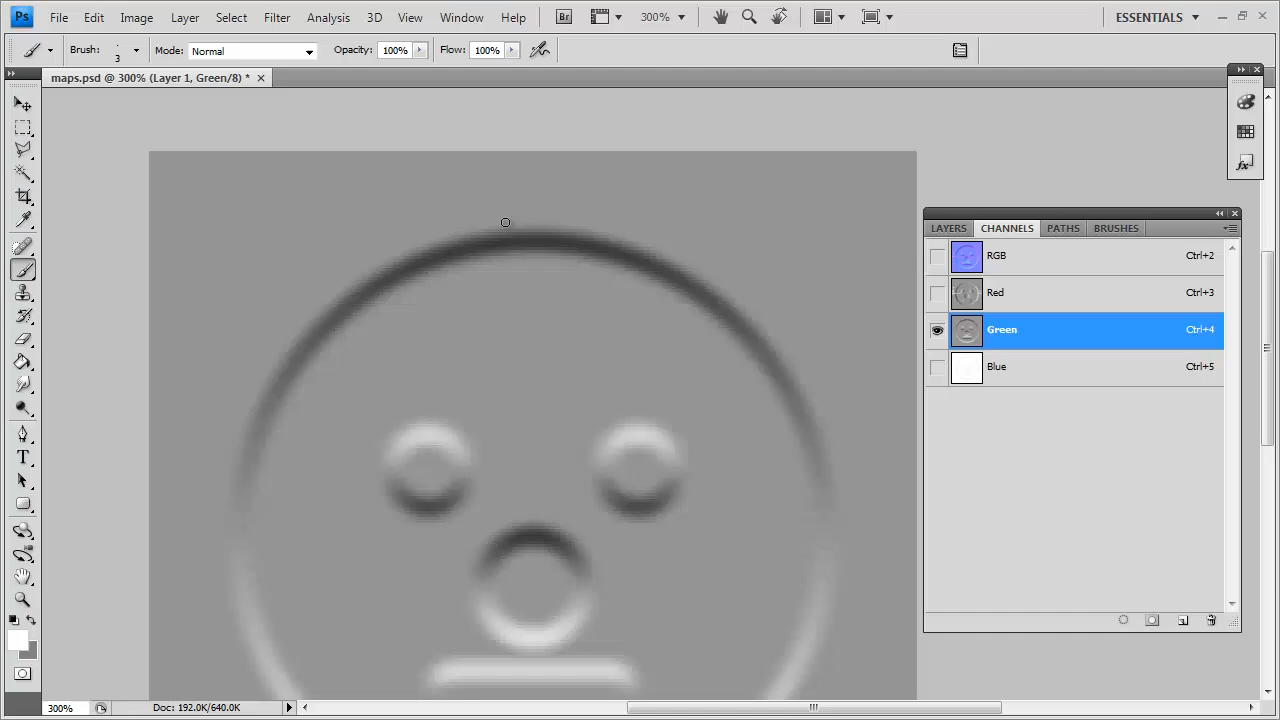 Ps File Edit Image Layer Select Filter Analysis 3D View Window Help Br 300% ESSENTIALS
Brush: 3 Mode: Normal Opacity: 100% Flow: 100%
maps.psd @ 300% (Layer 1, Green/8) *
LAYERS CHANNELS PATHS BRUSHES
RGB Ctrl+2
Red Ctrl+3
Green Ctrl+4
Blue Ctrl+5
300% Doc: 192.0K/640.0K